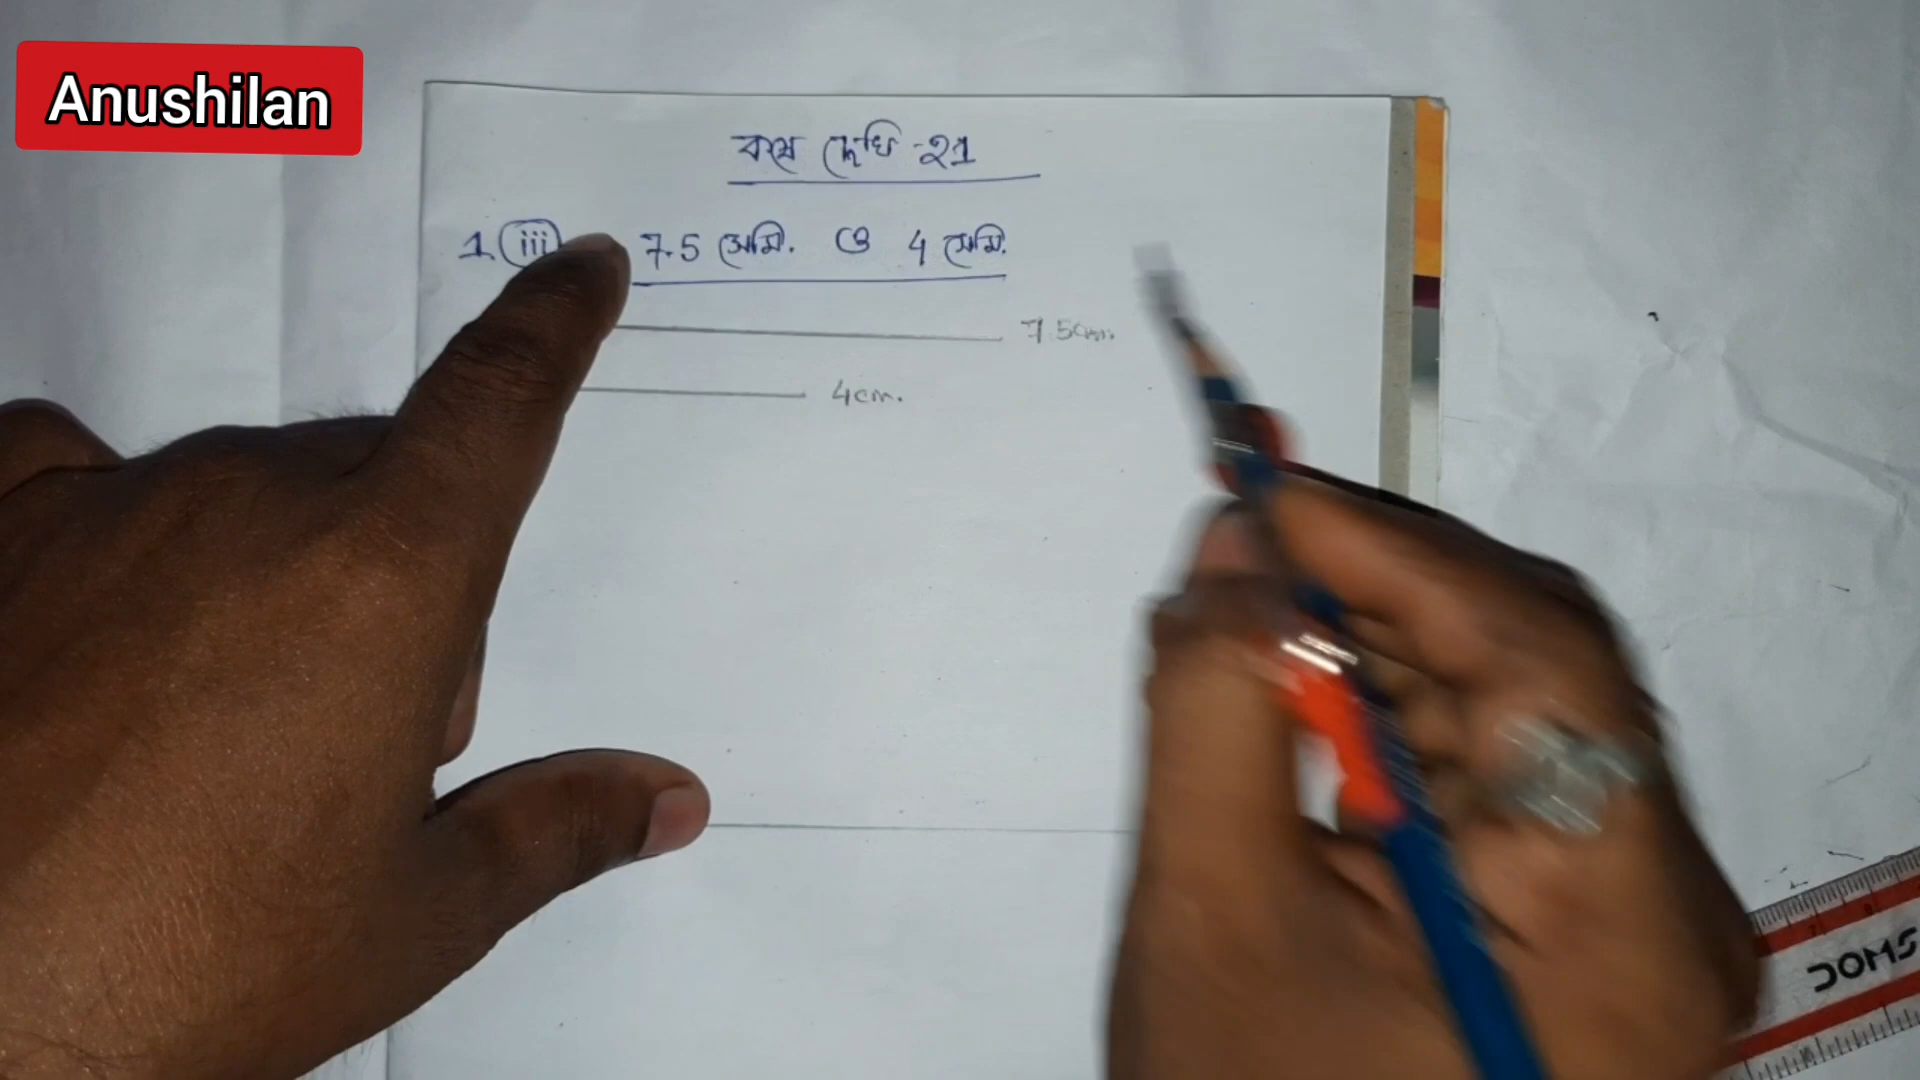 Anushilan
কষে দেখি -21
1. (iii) 7.5 সেমি. ও 4 সেমি.
7.5cm.
4cm.
DOMS